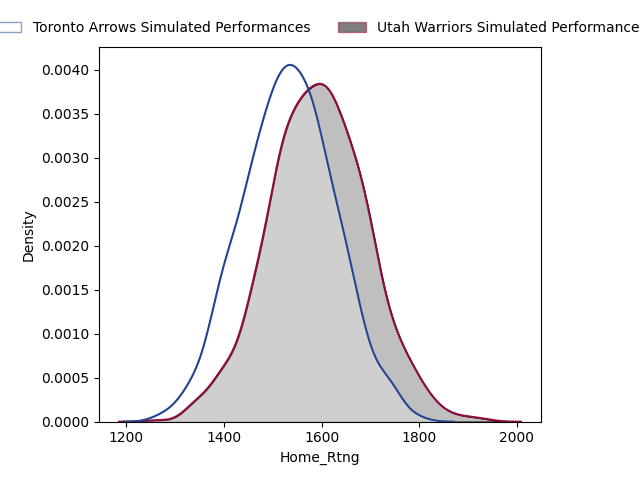 Toronto Arrows Simulated Performances
Utah Warriors Simulated Performance
0.0040
0.0035
0.0030
0.0025
0.0020
0.0015
0.0010
0.0005
0.0000
Density
1200 1400 1600 1800 2000
Home_Rtng